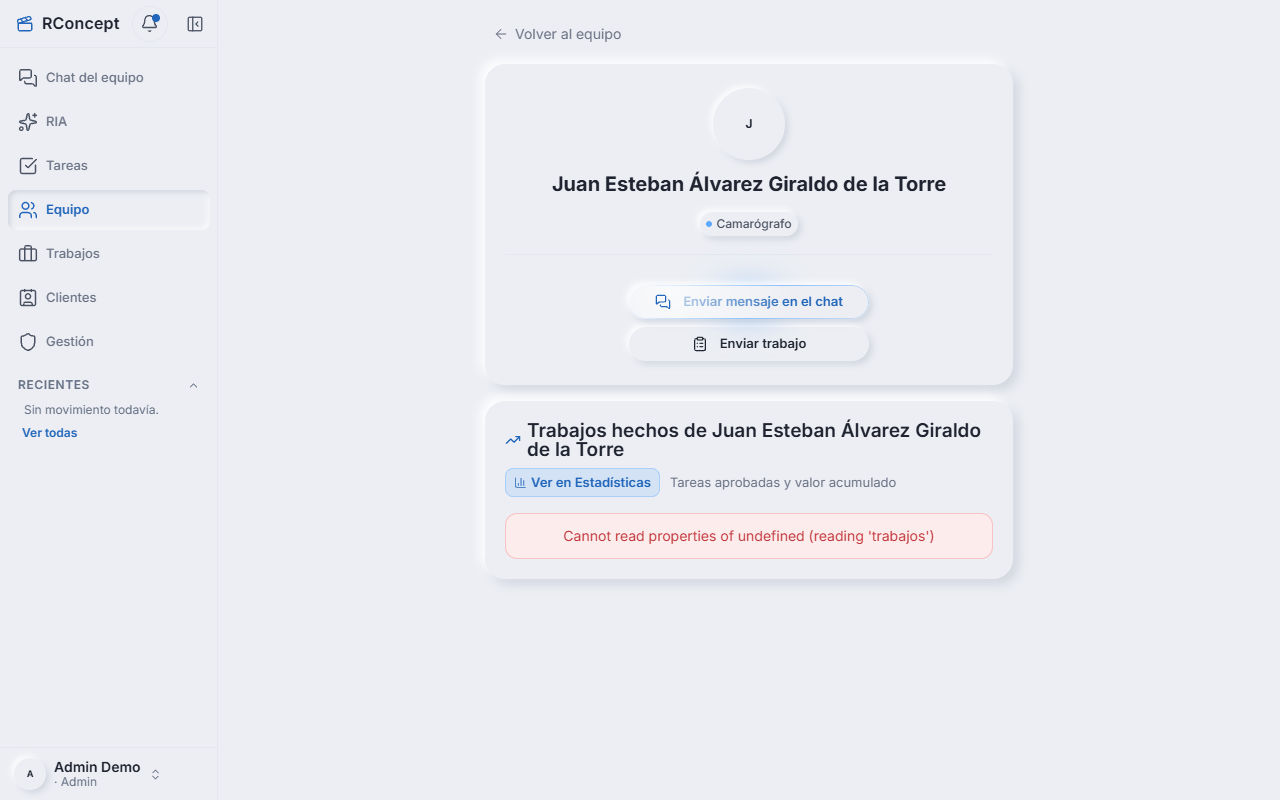 RConcept
Chat del equipo
RIA
Tareas
Equipo
Trabajos
Clientes
Gestión
RECIENTES
Sin movimiento todavía.
Ver todas
A
Admin Demo
· Admin
Volver al equipo
J
Juan Esteban Álvarez Giraldo de la Torre
Camarógrafo
Enviar mensaje en el chat
Enviar trabajo
Trabajos hechos de Juan Esteban Álvarez Giraldo
de la Torre
Ver en Estadísticas
Tareas aprobadas y valor acumulado
Cannot read properties of undefined (reading 'trabajos')